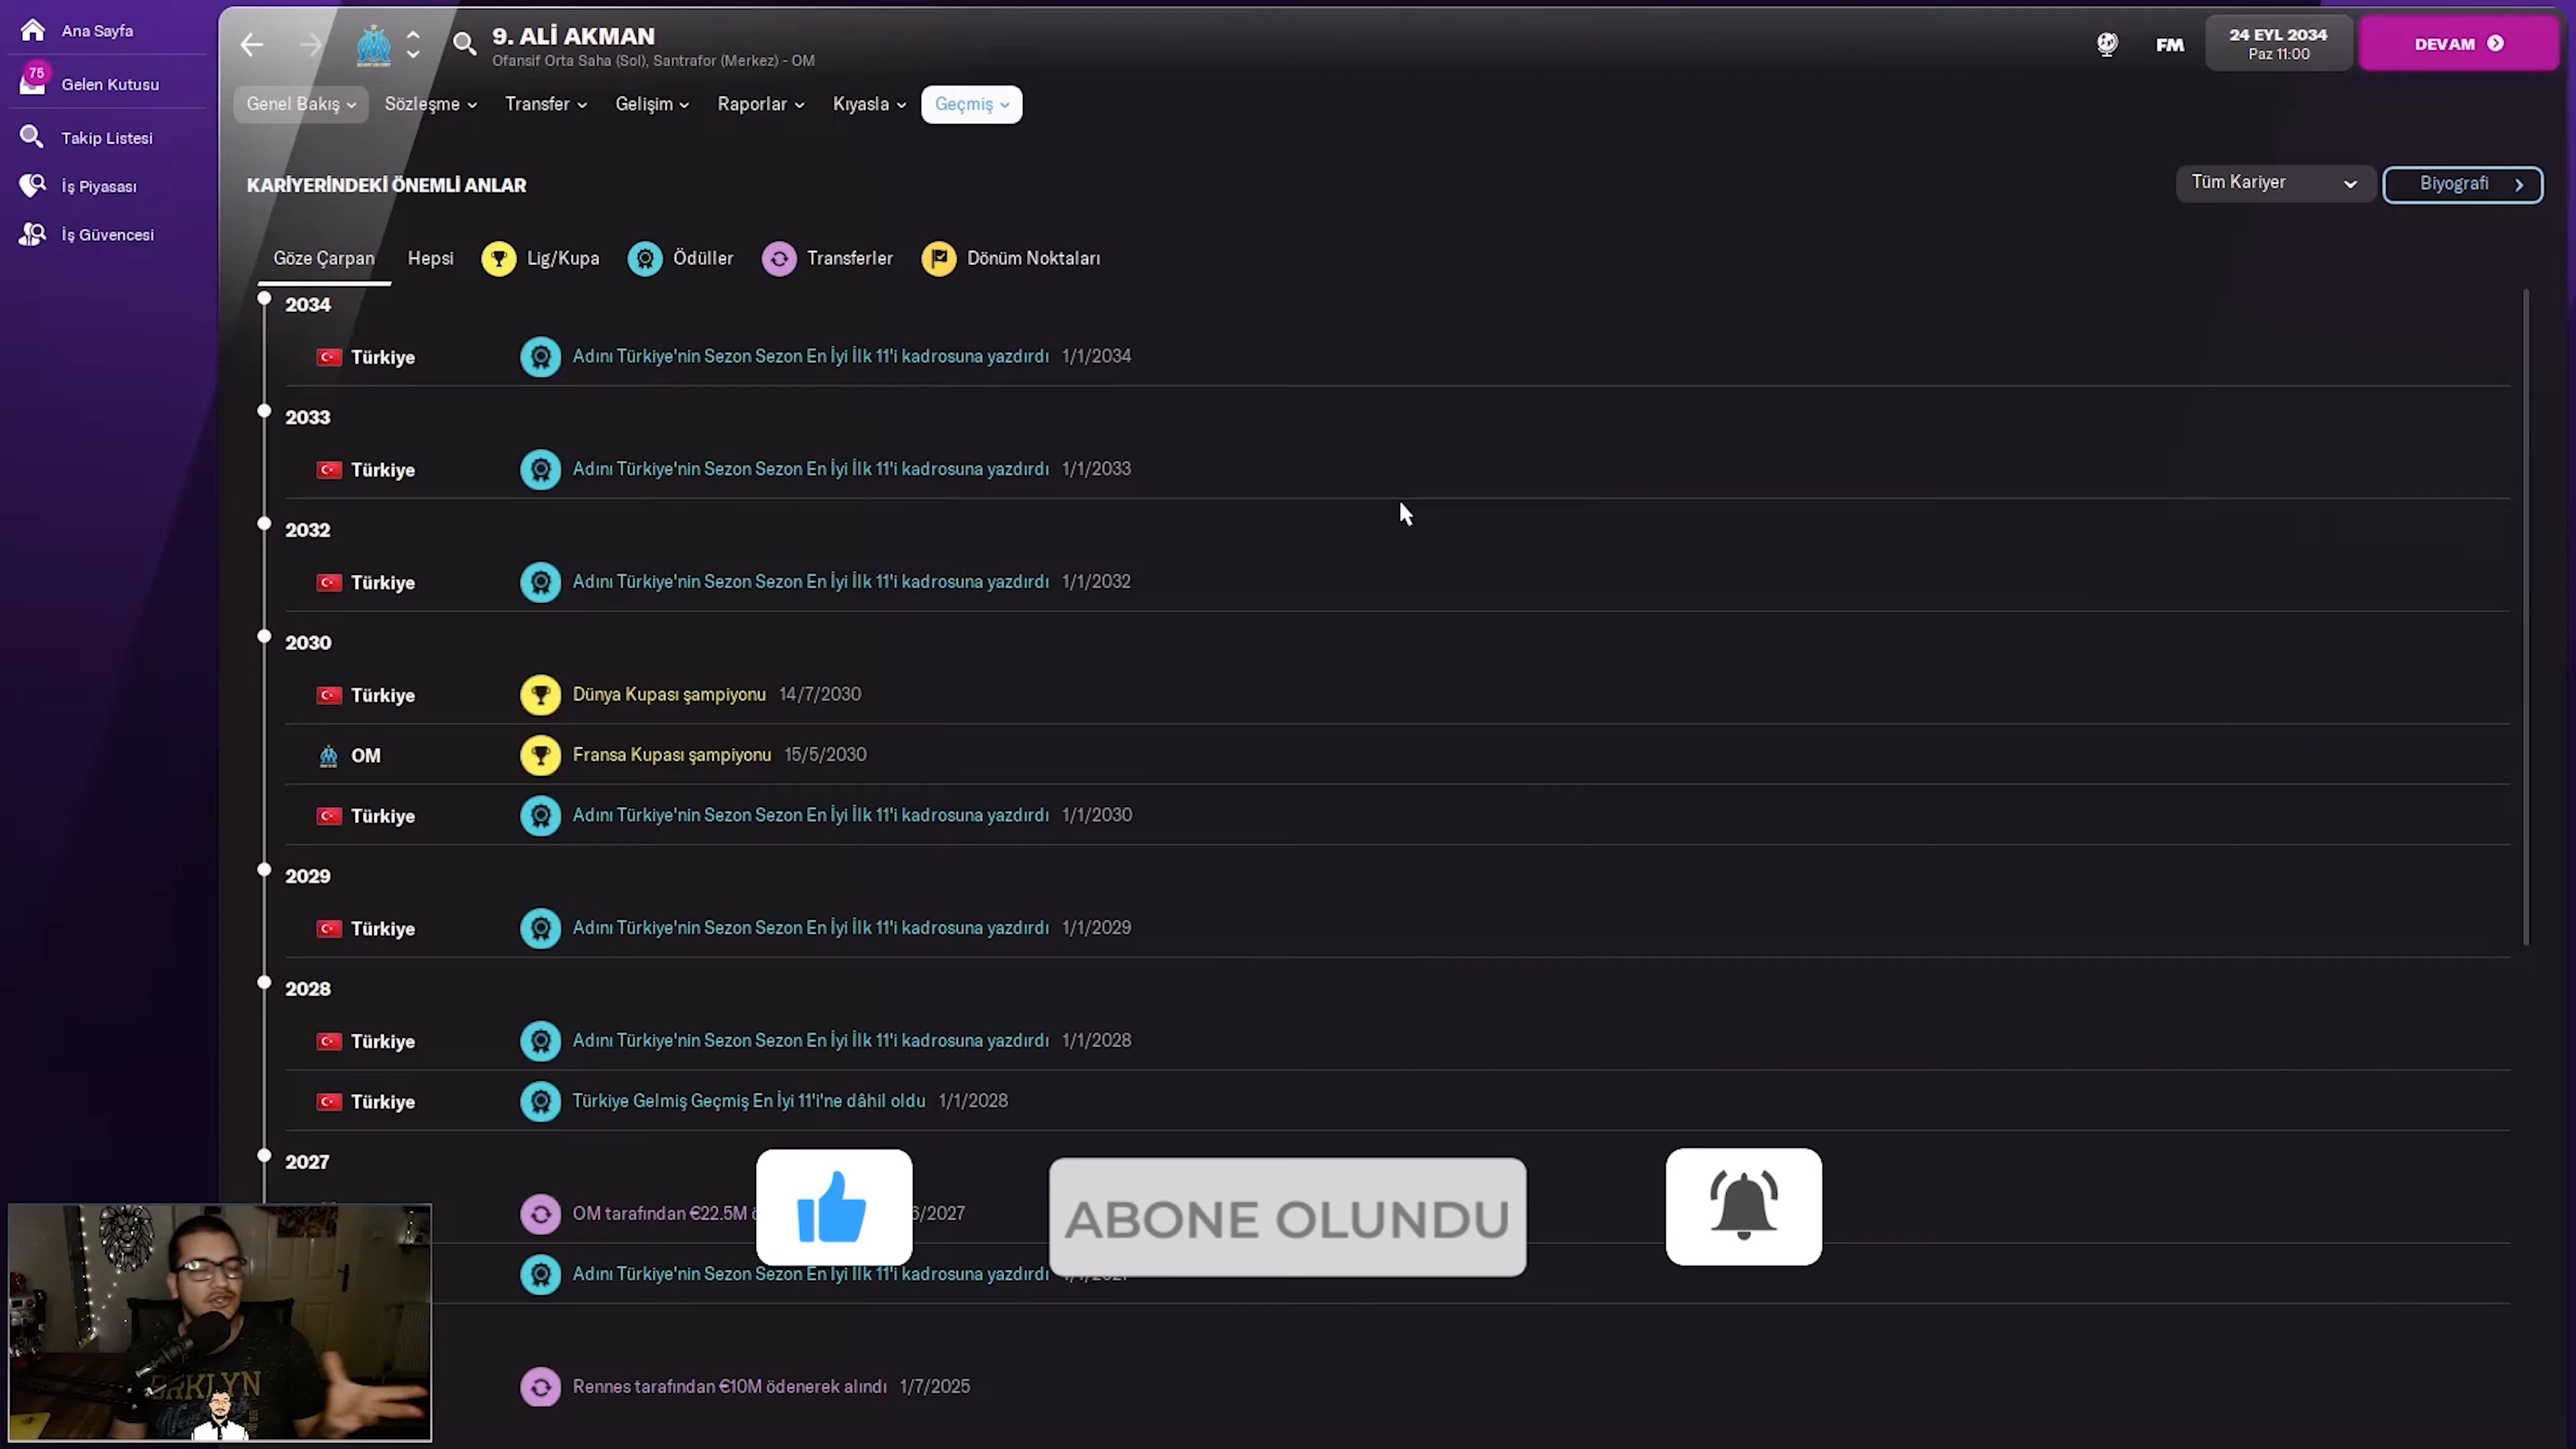 Ana Sayfa
75
Gelen Kutusu
Takip Listesi
İş Piyasası
İş Güvencesi
9. ALİ AKMAN
Ofansif Orta Saha (Sol), Santrafor (Merkez) - OM
FM
24 EYL 2034
Paz 11:00
DEVAM
Genel Bakış
Sözleşme
Transfer
Gelişim
Raporlar
Kıyasla
Geçmiş
KARİYERİNDEKİ ÖNEMLİ ANLAR
Tüm Kariyer
Biyografi
Göze Çarpan
Hepsi
Lig/Kupa
Ödüller
Transferler
Dönüm Noktaları
2034
Türkiye Adını Türkiye'nin Sezon Sezon En İyi İlk 11'i kadrosuna yazdırdı 1/1/2034
2033
Türkiye Adını Türkiye'nin Sezon Sezon En İyi İlk 11'i kadrosuna yazdırdı 1/1/2033
2032
Türkiye Adını Türkiye'nin Sezon Sezon En İyi İlk 11'i kadrosuna yazdırdı 1/1/2032
2030
Türkiye Dünya Kupası şampiyonu 14/7/2030
OM Fransa Kupası şampiyonu 15/5/2030
Türkiye Adını Türkiye'nin Sezon Sezon En İyi İlk 11'i kadrosuna yazdırdı 1/1/2030
2029
Türkiye Adını Türkiye'nin Sezon Sezon En İyi İlk 11'i kadrosuna yazdırdı 1/1/2029
2028
Türkiye Adını Türkiye'nin Sezon Sezon En İyi İlk 11'i kadrosuna yazdırdı 1/1/2028
Türkiye Türkiye Gelmiş Geçmiş En İyi 11'i'ne dâhil oldu 1/1/2028
2027
OM tarafından €22.5M 6/2027
ABONE OLUNDU
Adını Türkiye'nin Sezon Sezon En İyi İlk 11'i kadrosuna yazdırdı
Rennes tarafından €10M ödenerek alındı 1/7/2025